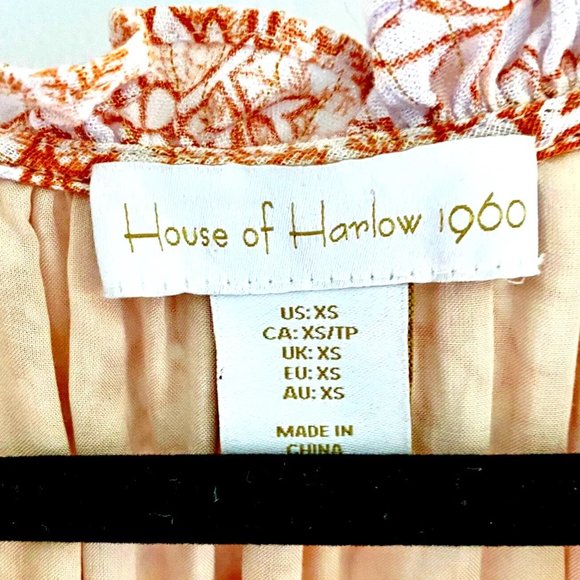 House of Harlow 1960
US: XS
CA: XS/TP
UK: XS
EU: XS
AU: XS
MADE IN
CHINA